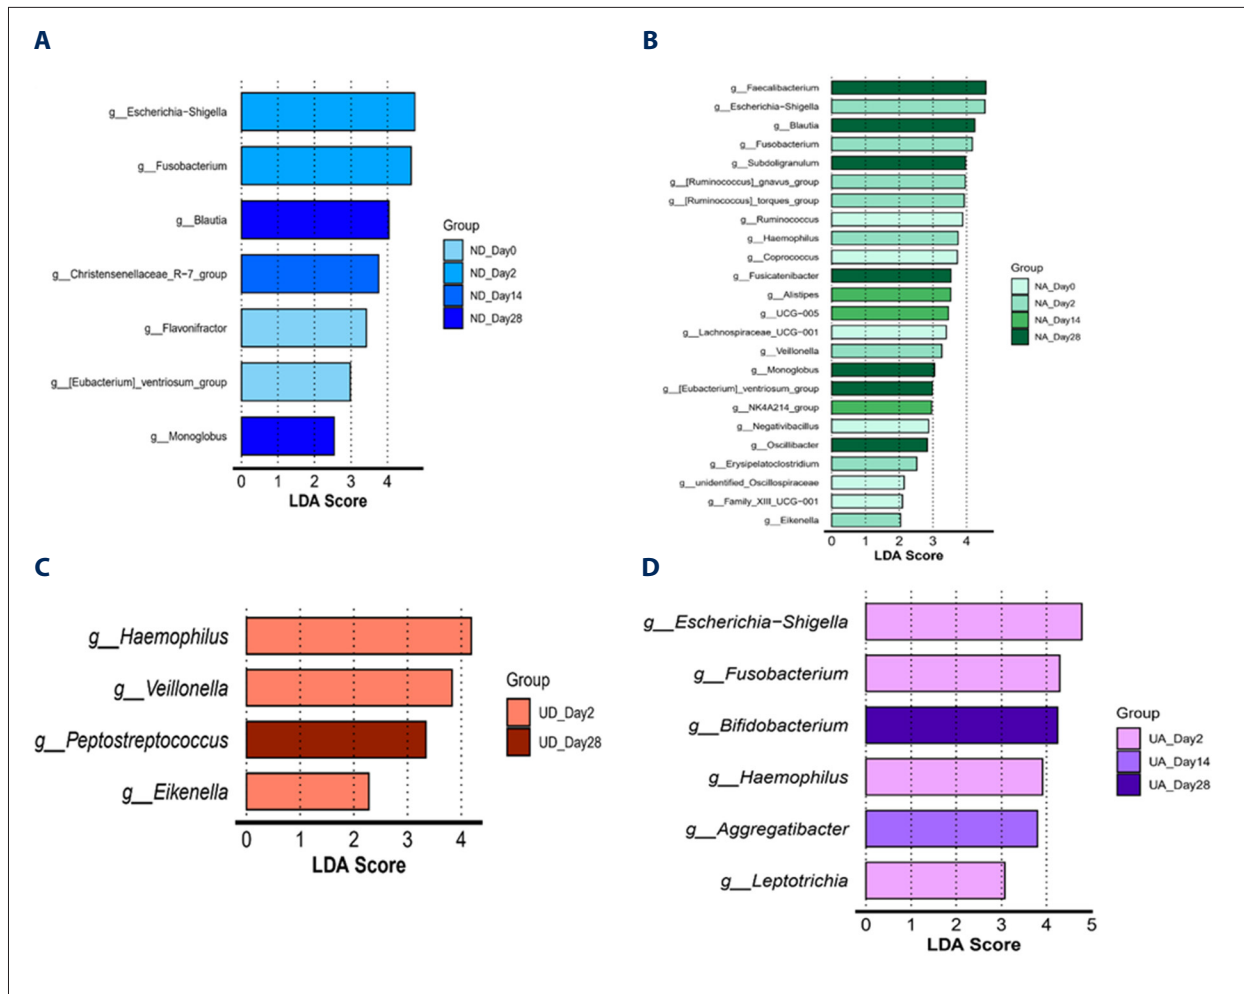 A
g__Escherichia−Shigella
g__Fusobacterium
g__Blautia
g__Christensenellaceae_R−7_group
g__Flavonifractor
g__[Eubacterium]_ventriosum_group
g__Monoglobus
0 1 2 3 4
LDA Score
Group
ND_Day0
ND_Day2
ND_Day14
ND_Day28
B
g__Faecalibacterium
g__Escherichia−Shigella
g__Blautia
g__Fusobacterium
g__Subdoligranulum
g__[Ruminococcus]_gnavus_group
g__[Ruminococcus]_torques_group
g__Ruminococcus
g__Haemophilus
g__Coprococcus
g__Fusicatenibacter
g__Alistipes
g__UCG−005
g__Lachnospiraceae_UCG−001
g__Veillonella
g__Monoglobus
g__[Eubacterium]_ventriosum_group
g__NK4A214_group
g__Negativibacillus
g__Oscillibacter
g__Erysipelatoclostridium
g__unidentified_Oscillospiraceae
g__Family_XIII_UCG−001
g__Eikenella
0 1 2 3 4
LDA Score
Group
NA_Day0
NA_Day2
NA_Day14
NA_Day28
C
g__Haemophilus
g__Veillonella
g__Peptostreptococcus
g__Eikenella
0 1 2 3 4
LDA Score
Group
UD_Day2
UD_Day28
D
g__Escherichia−Shigella
g__Fusobacterium
g__Bifidobacterium
g__Haemophilus
g__Aggregatibacter
g__Leptotrichia
0 1 2 3 4 5
LDA Score
Group
UA_Day2
UA_Day14
UA_Day28